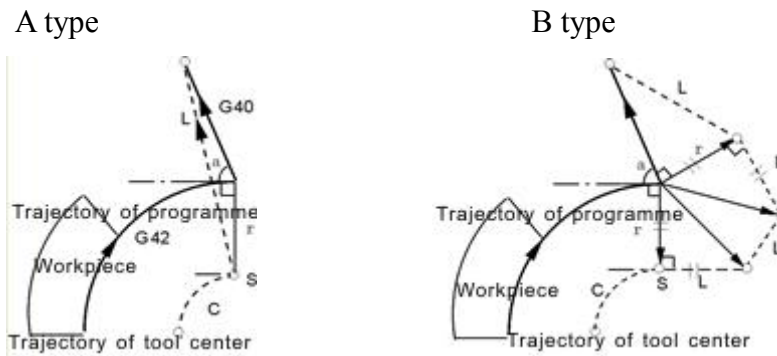 A type
B type
G40
L
a
Trajectory of programme
r
G42
Workpiece
S
C
Trajectory of tool center
L
r
L
a
Trajectory of programme
r
L
S
L
C
Workpiece
Trajectory of tool center